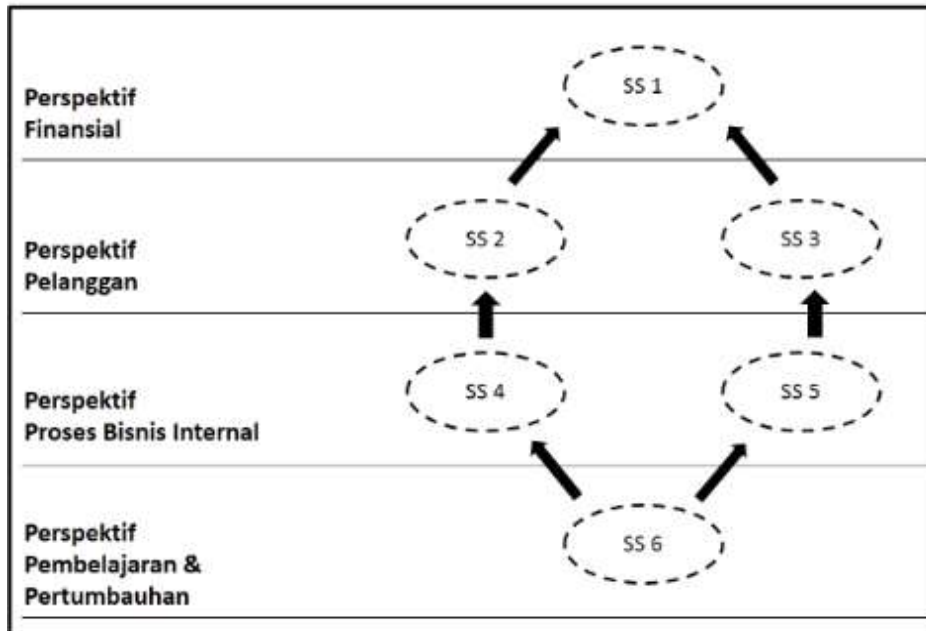 SS 1
Perspektif
Finansial
SS 2
SS 3
Perspektif
Pelanggan
SS 4
SS 5
Perspektif
Proses Bisnis Internal
SS 6
Perspektif
Pembelajaran &
Pertumbauhan